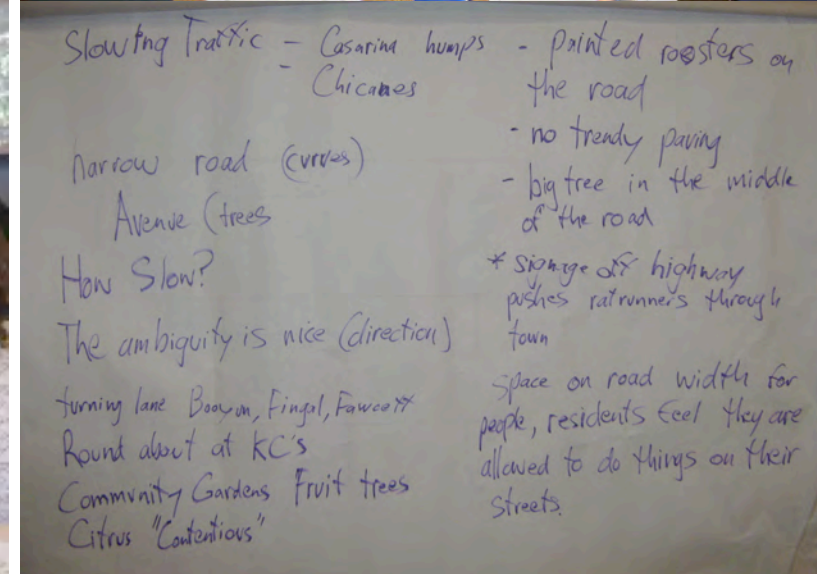 Slowing Traffic - Casarina humps
- Chicanes
narrow road (curves)
Avenue (trees
How Slow?
The ambiguity is nice (direction)
turning lane Booyun, Fingal, Fawcett
Round about at KC's
Community Gardens Fruit trees
Citrus "Contentious"
- Painted roosters on
the road
- no trendy paving
- big tree in the middle
of the road
* Signage off highway
pushes ratrunners through
town
Space on road width for
people, residents feel they are
allowed to do things on their
streets.